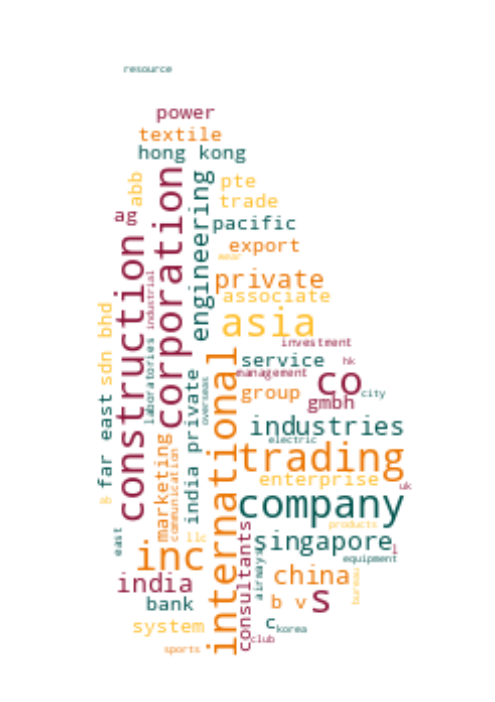 resource
power
textile
hong kong
abb
pte
trade
ag
pacific
corporation
engineering
export
wear
private
associate
construction
industrial
asia
sdn bhd
laboratories
investment
service
hk
management
international
overseas
co
group
city
gmbh
far east
india private
industries
electric
marketing
communication
trading
enterprise
uk
&
company
products
east
llc
consultants
singapore
l
inc
airways
equipment
india
china
bureau
bank
b v
s
system
c
korea
club
sports